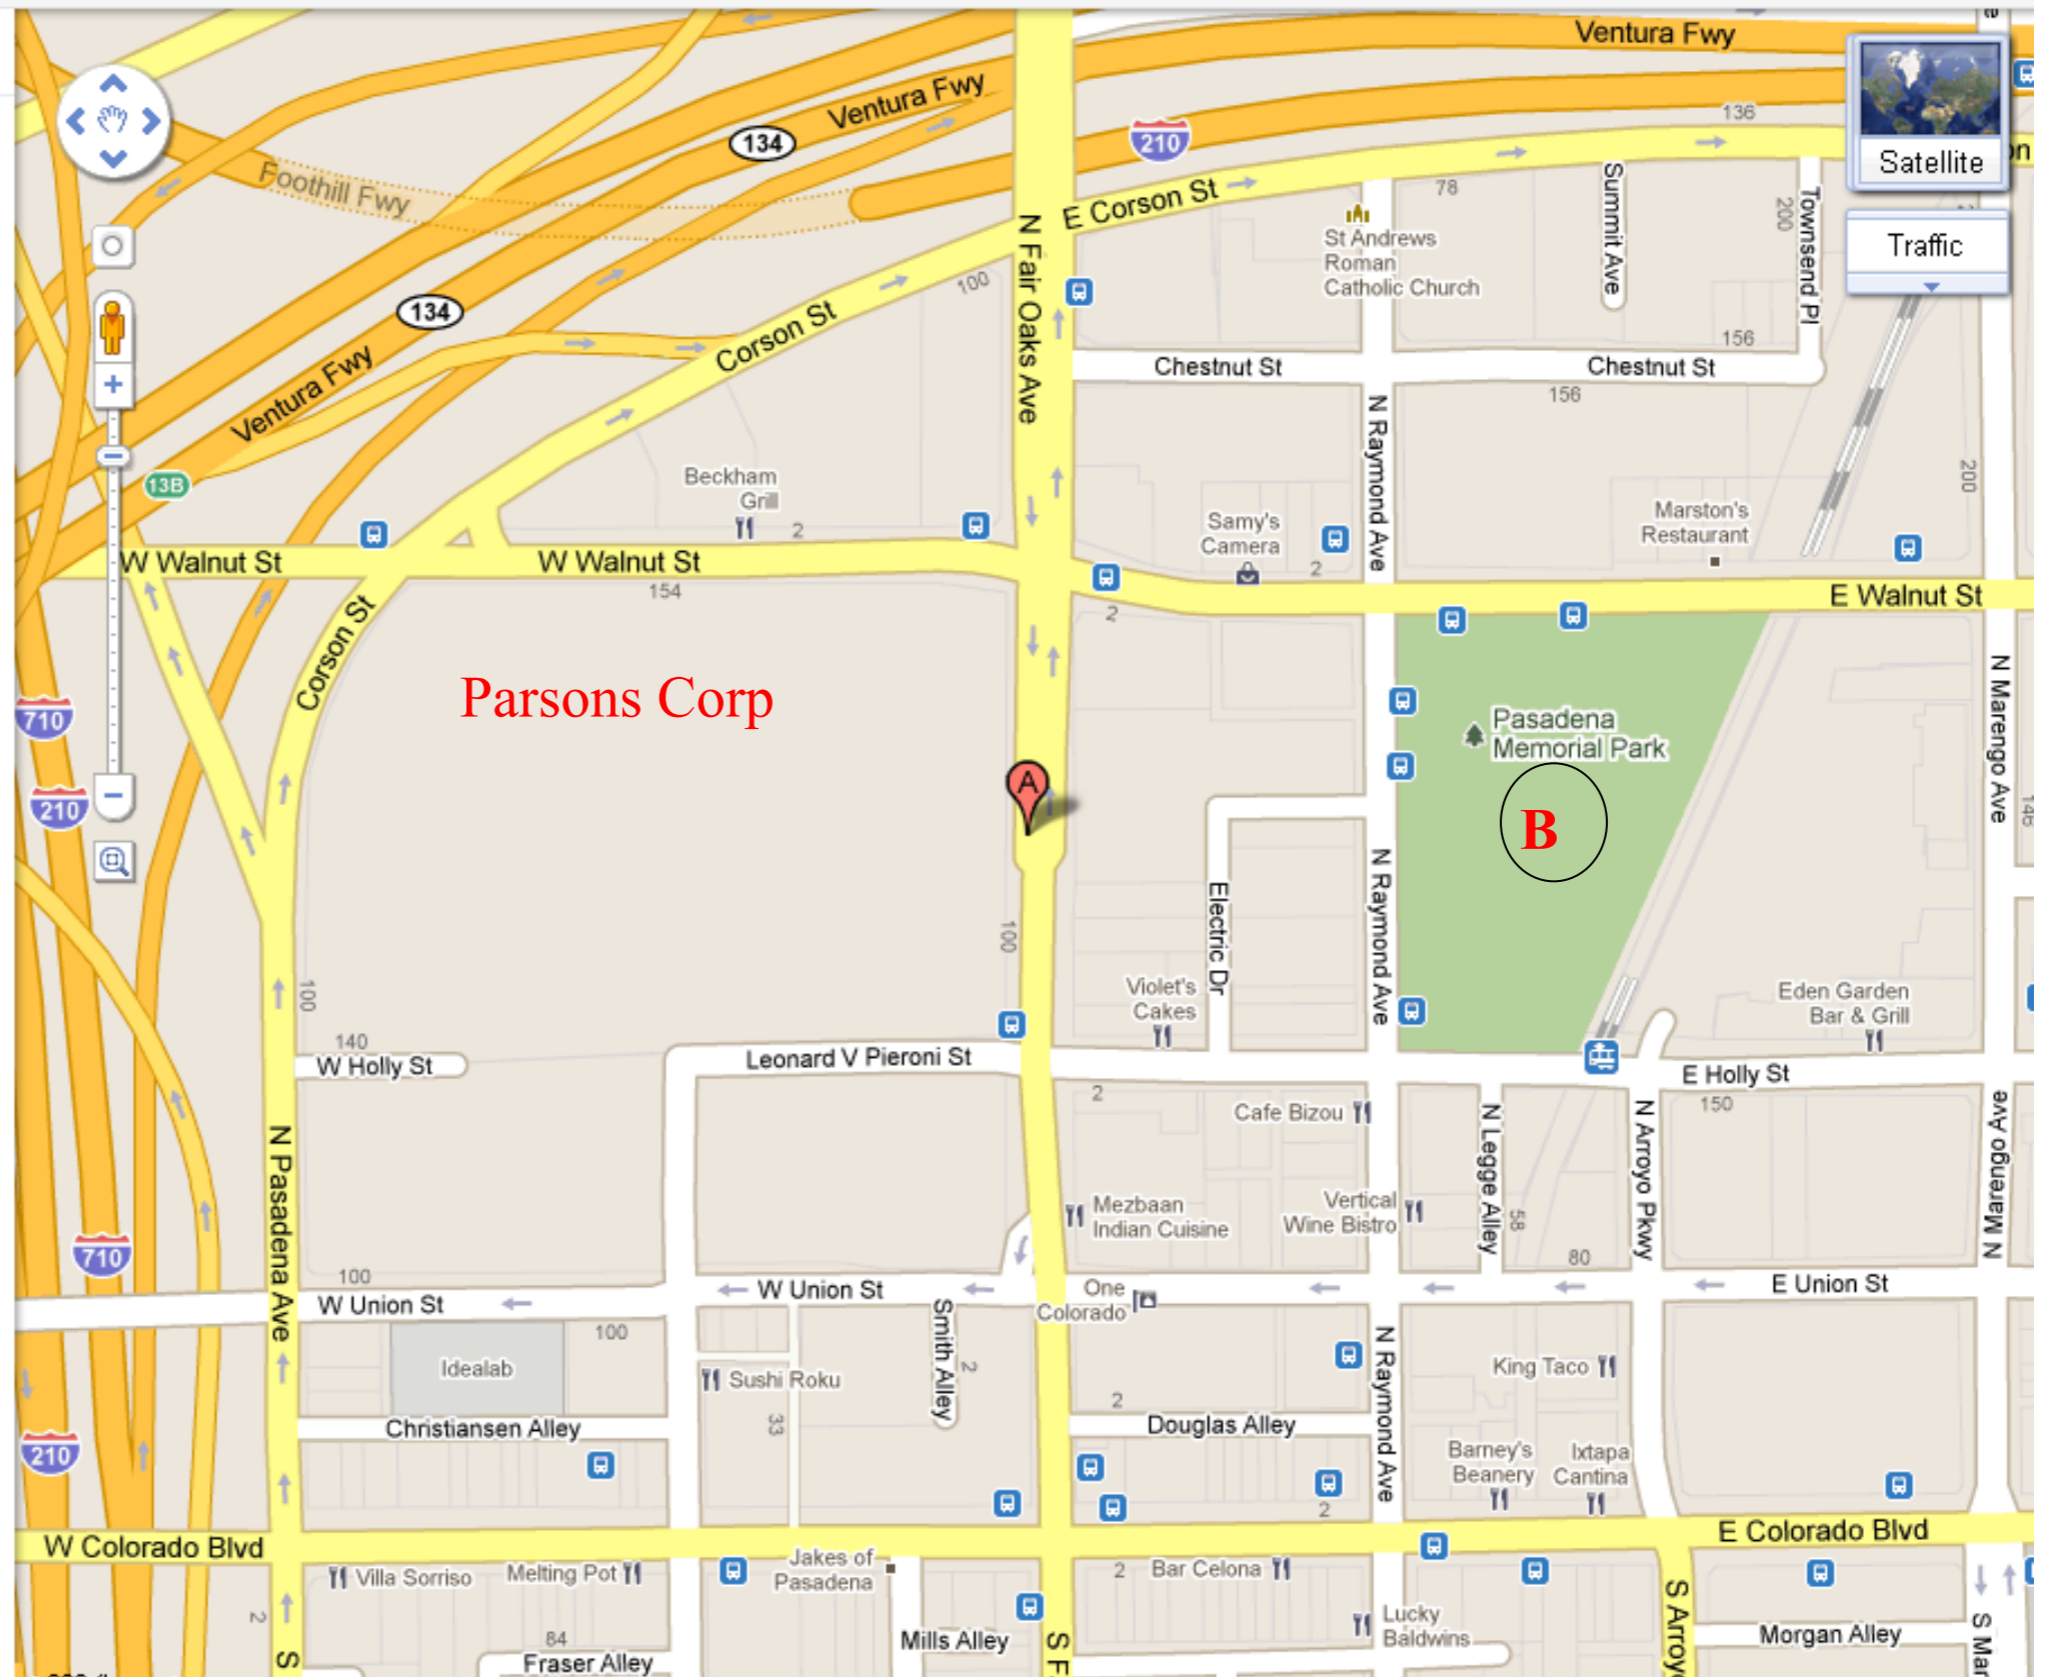 Ventura Fwy
Ventura Fwy
134
210
136
Satellite
Foothill Fwy
E Corson St
78
St Andrews
Roman
Catholic Church
Summit Ave
200
Townsend Pl
Traffic
N Fair Oaks Ave
100
134
Corson St
Chestnut St
Chestnut St
156
156
Ventura Fwy
N Raymond Ave
13B
Beckham
Grill
2
Samy's
Camera
2
Marston's
Restaurant
200
W Walnut St
W Walnut St
154
E Walnut St
2
Corson St
Parsons Corp
710
210
A
Pasadena
Memorial Park
B
N Marengo Ave
146
N Raymond Ave
Electric Dr
100
100
Violet's
Cakes
Eden Garden
Bar & Grill
140
W Holly St
Leonard V Pieroni St
E Holly St
2
Cafe Bizou
150
N Legge Alley
N Arroyo Pkwy
N Marengo Ave
N Pasadena Ave
Mezbaan
Indian Cuisine
Vertical
Wine Bistro
58
80
710
100
W Union St
W Union St
One
Colorado
E Union St
100
Idealab
Sushi Roku
Smith Alley
2
33
N Raymond Ave
King Taco
2
Christiansen Alley
Douglas Alley
210
Barney's
Beanery
Ixtapa
Cantina
2
W Colorado Blvd
E Colorado Blvd
Villa Sorriso
Melting Pot
Jakes of
Pasadena
2
Bar Celona
2
S
84
Fraser Alley
Mills Alley
S F
Lucky
Baldwins
S Arroy
Morgan Alley
S Mar